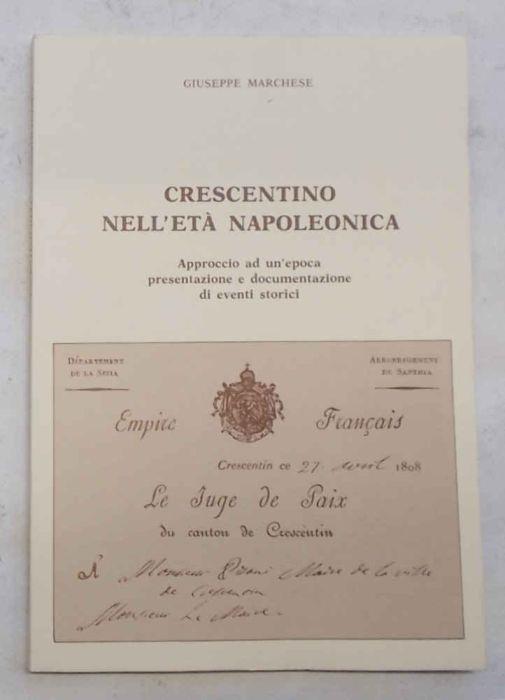 GIUSEPPE MARCHESE
CRESCENTINO
NELL'ETÀ NAPOLEONICA
Approccio ad un'epoca
presentazione e documentazione
di eventi storici
DÉPARTEMENT
DE LA SESIA
ARRONDISSEMENT
DE SANTHIA
Empire Français
Crescentin ce 27 avril 1808
Le Juge de Paix
du canton de Crescentin
À Monsieur Maire de la ville
de
Monsieur Le Maire